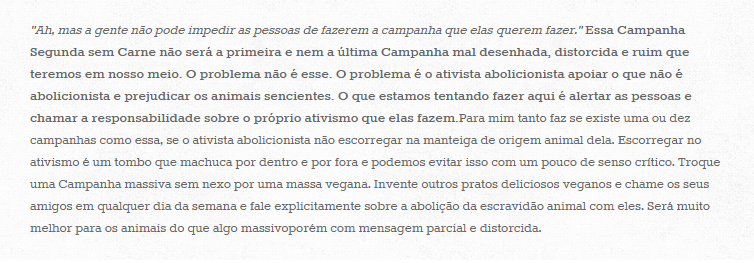 "Ah, mas a gente não pode impedir as pessoas de fazerem a campanha que elas querem fazer." Essa Campanha
Segunda sem Carne não será a primeira e nem a última Campanha mal desenhada, distorcida e ruim que
teremos em nosso meio. O problema não é esse. O problema é o ativista abolicionista apoiar o que não é
abolicionista e prejudicar os animais sencientes. O que estamos tentando fazer aqui é alertar as pessoas e
chamar a responsabilidade sobre o próprio ativismo que elas fazem.Para mim tanto faz se existe uma ou dez
campanhas como essa, se o ativista abolicionista não escorregar na manteiga de origem animal dela. Escorregar no
ativismo é um tombo que machuca por dentro e por fora e podemos evitar isso com um pouco de senso crítico. Troque
uma Campanha massiva sem nexo por uma massa vegana. Invente outros pratos deliciosos veganos e chame os seus
amigos em qualquer dia da semana e fale explicitamente sobre a abolição da escravidão animal com eles. Será muito
melhor para os animais do que algo massivoporém com mensagem parcial e distorcida.